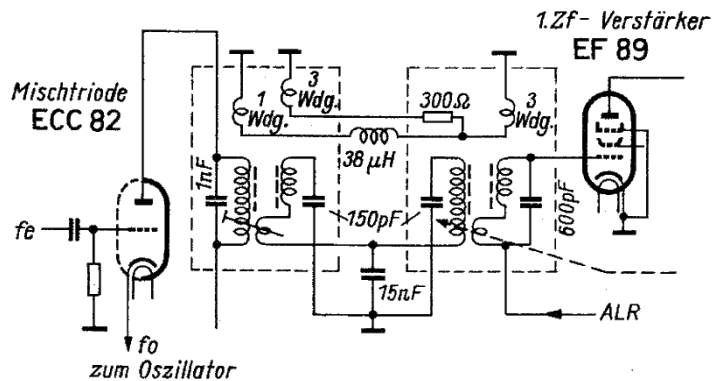 1.Zf- Verstärker
EF 89
Mischtriode
ECC 82
1
Wdg.
3
Wdg.
300Ω
3
Wdg.
38 µH
1nF
150pF
600pF
fe
15nF
ALR
fo
zum Oszillator